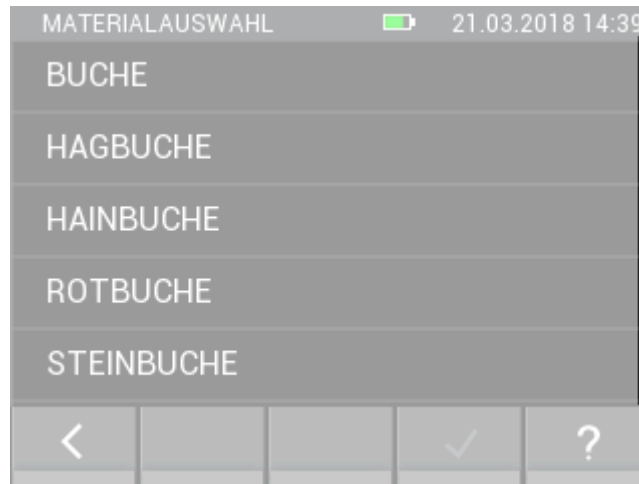 MATERIALAUSWAHL 21.03.2018 14:39
BUCHE
HAGBUCHE
HAINBUCHE
ROTBUCHE
STEINBUCHE
?